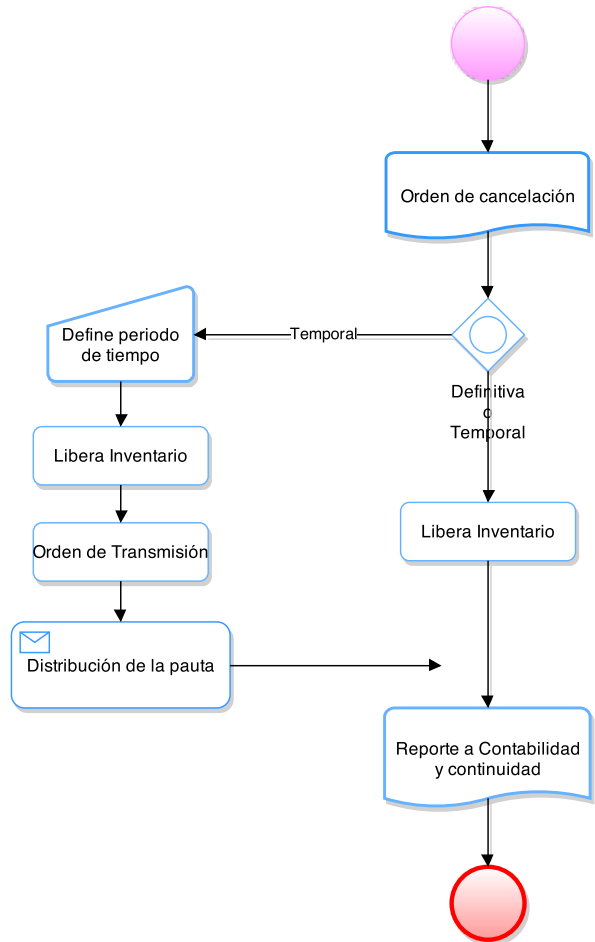 Orden de cancelación
Temporal
Define periodo
de tiempo
Definitiva
o
Temporal
Libera Inventario
Libera Inventario
Orden de Transmisión
Distribución de la pauta
Reporte a Contabilidad
y continuidad